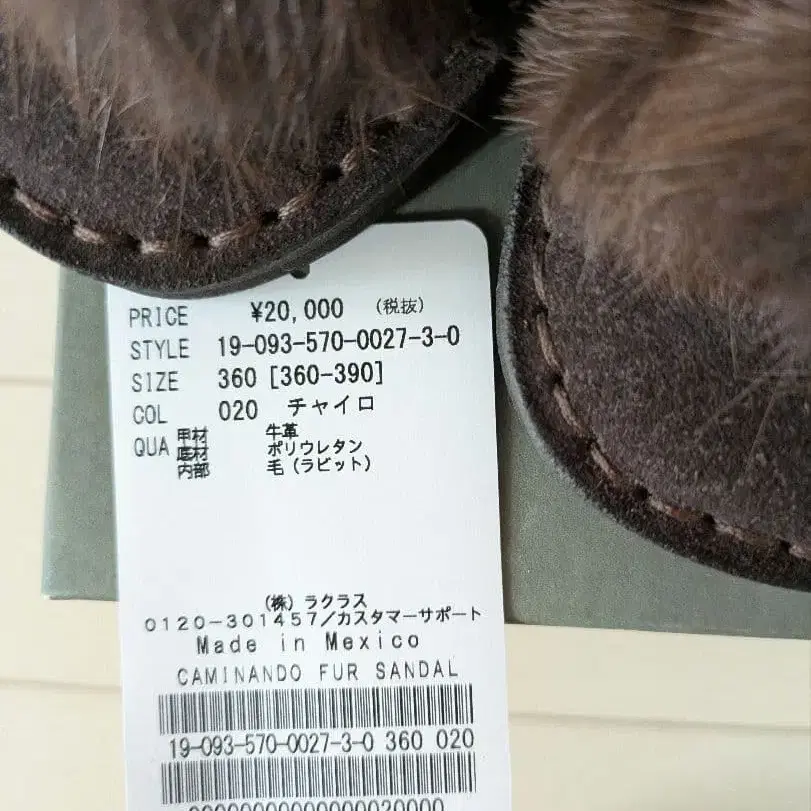 PRICE ¥20,000 (税抜)
STYLE 19-093-570-0027-3-0
SIZE 360 [360-390]
COL 020 チャイロ
QUA 甲材 牛革
底材 ポリウレタン
内部 毛(ラビット)
(株)ラクラス
0120-301457/カスタマーサポート
Made in Mexico
CAMINANDO FUR SANDAL
19-093-570-0027-3-0 360 020